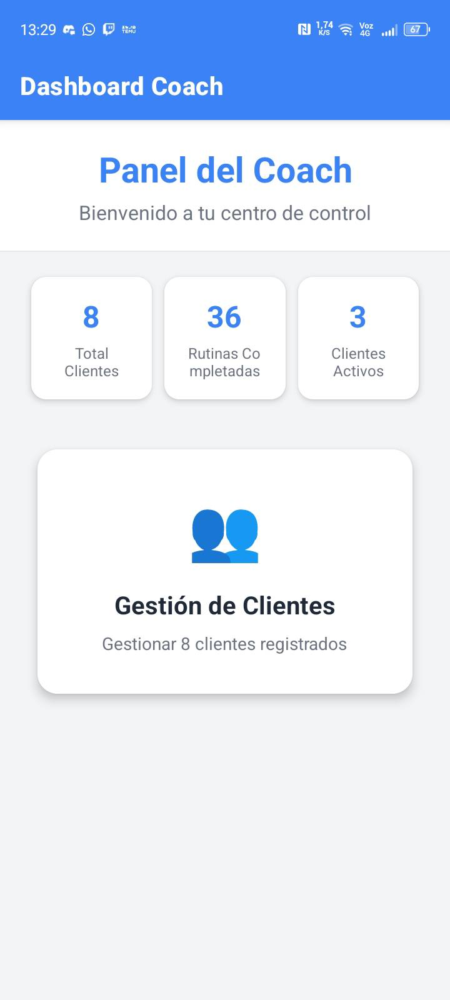 13:29
TEMU
1,74
K/S
Voz
4G
67
Dashboard Coach
Panel del Coach
Bienvenido a tu centro de control
8
Total
Clientes
36
Rutinas Co
mpletadas
3
Clientes
Activos
Gestión de Clientes
Gestionar 8 clientes registrados